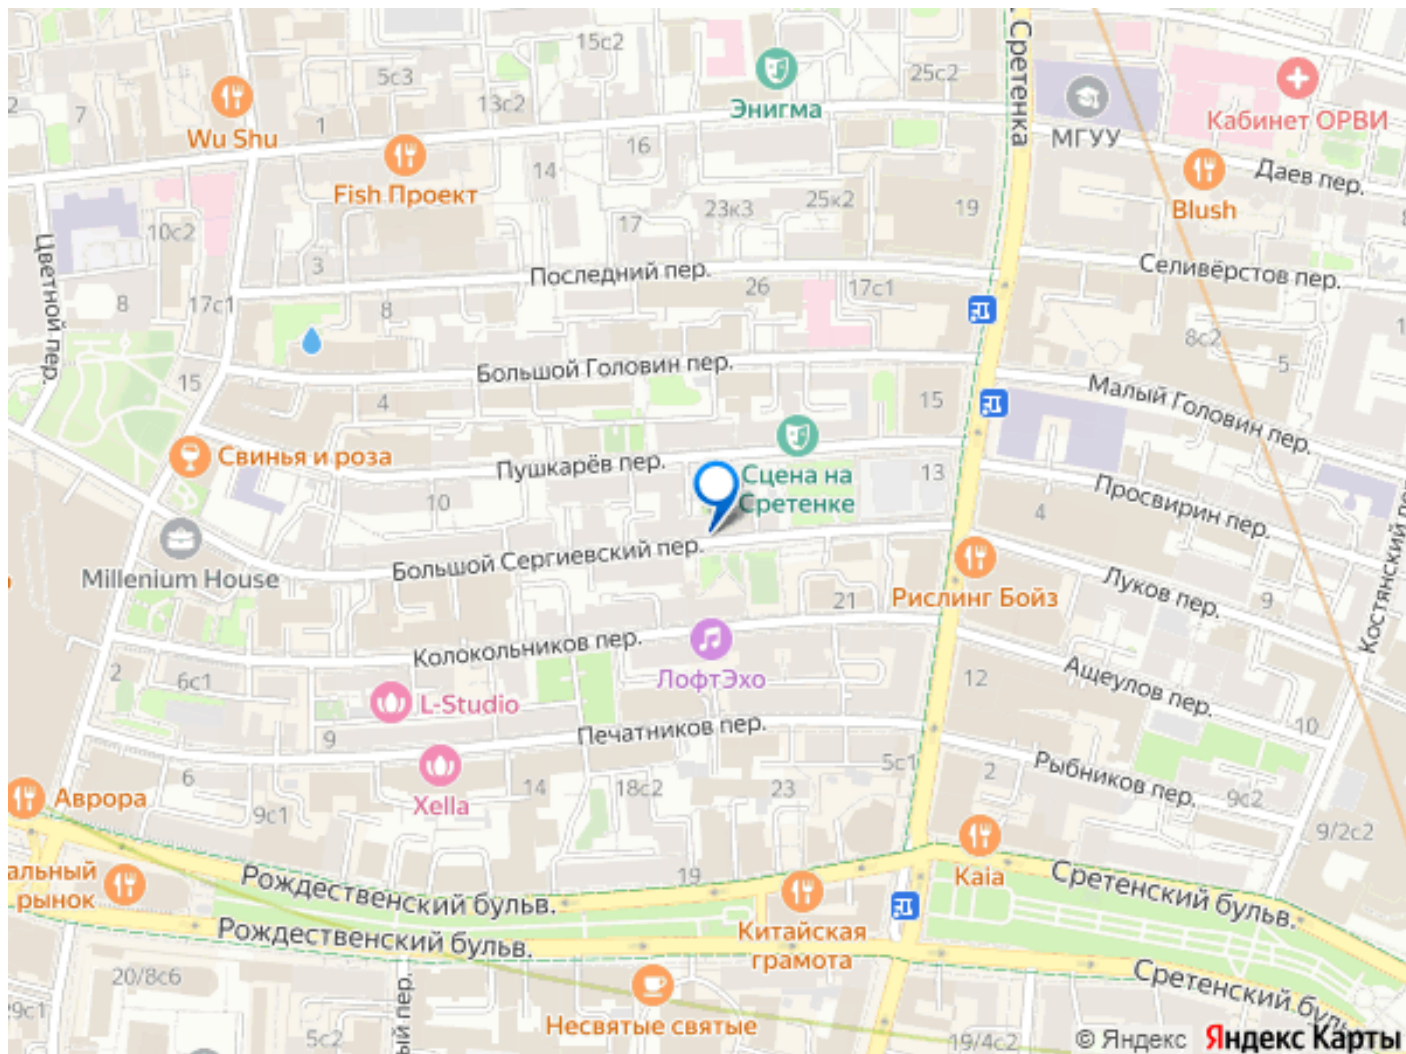 15с2
5с3
Wu Shu
7
1
13с2
Энигма
25с2
Сретенка
МГУУ
Кабинет ОРВИ
Fish Проект
14
16
Даев пер.
Blush
Цветной пер.
10с2
3
17
23к3
25к2
19
8
17с1
8
Последний пер.
26
17с1
Селивёрстов пер.
8с2
5
15
4
Большой Головин пер.
15
Малый Головин пер.
Свинья и роза
10
Пушкарёв пер.
Сцена на
Сретенке
13
4
Просвирин пер.
Millenium House
Большой Сергиевский пер.
21
Рислинг Бойз
Луков пер.
9
2
6с1
Колокольников пер.
ЛофтЭхо
12
Ащеулов пер.
10
L-Studio
9
Печатников пер.
5с1
2
Рыбников пер.
9с2
9/2с2
6
9с1
Аврора
Xella
14
18с2
23
19
Kaia
альный
рынок
Рождественский бульв.
Рождественский бульв.
Китайская
грамота
Сретенский бульв.
Сретенский буль
20/8с6
5с2
ый пер.
Несвятые святые
19/4с2
© Яндекс Яндекс Карты